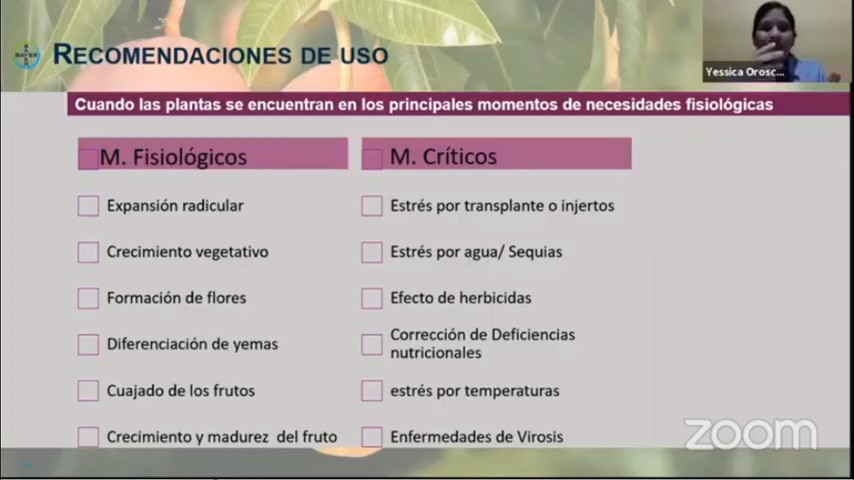 BAYER
RECOMENDACIONES DE USO
Yessica Orosc...
Cuando las plantas se encuentran en los principales momentos de necesidades fisiológicas
M. Fisiológicos
Expansión radicular
Crecimiento vegetativo
Formación de flores
Diferenciación de yemas
Cuajado de los frutos
Crecimiento y madurez del fruto
M. Críticos
Estrés por transplante o injertos
Estrés por agua/ Sequias
Efecto de herbicidas
Corrección de Deficiencias
nutricionales
estrés por temperaturas
Enfermedades de Virosis
zoom